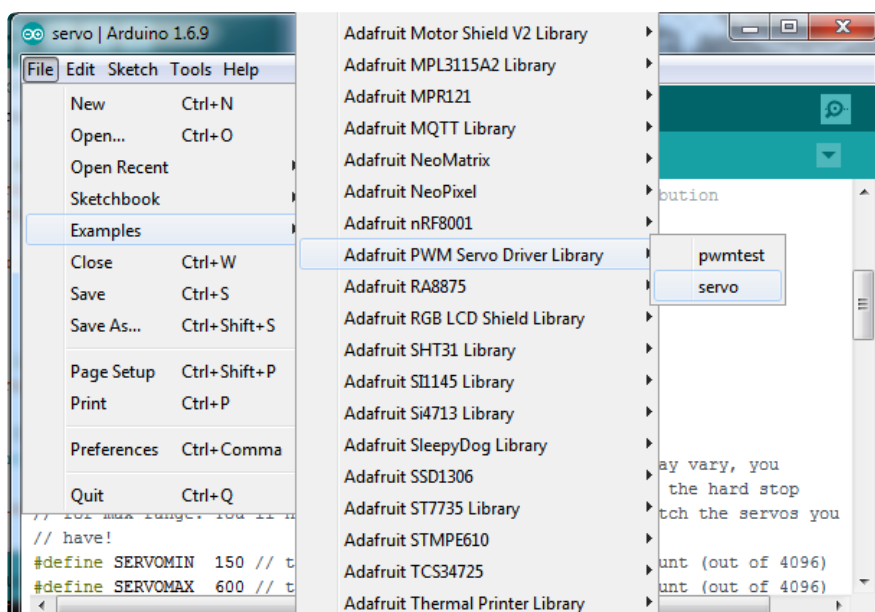 servo | Arduino 1.6.9
File Edit Sketch Tools Help
New Ctrl+N
Open... Ctrl+O
Open Recent
Sketchbook
Examples
Close Ctrl+W
Save Ctrl+S
Save As... Ctrl+Shift+S
Page Setup Ctrl+Shift+P
Print Ctrl+P
Preferences Ctrl+Comma
Quit Ctrl+Q
Adafruit Motor Shield V2 Library
Adafruit MPL3115A2 Library
Adafruit MPR121
Adafruit MQTT Library
Adafruit NeoMatrix
Adafruit NeoPixel
Adafruit nRF8001
Adafruit PWM Servo Driver Library
Adafruit RA8875
Adafruit RGB LCD Shield Library
Adafruit SHT31 Library
Adafruit SI1145 Library
Adafruit Si4713 Library
Adafruit SleepyDog Library
Adafruit SSD1306
Adafruit ST7735 Library
Adafruit STMPE610
Adafruit TCS34725
Adafruit Thermal Printer Library
pwmtest
servo
bution
ay vary, you
the hard stop
// for max range. You'll n tch the servos you
// have!
#define SERVOMIN 150 // t unt (out of 4096)
#define SERVOMAX 600 // t unt (out of 4096)